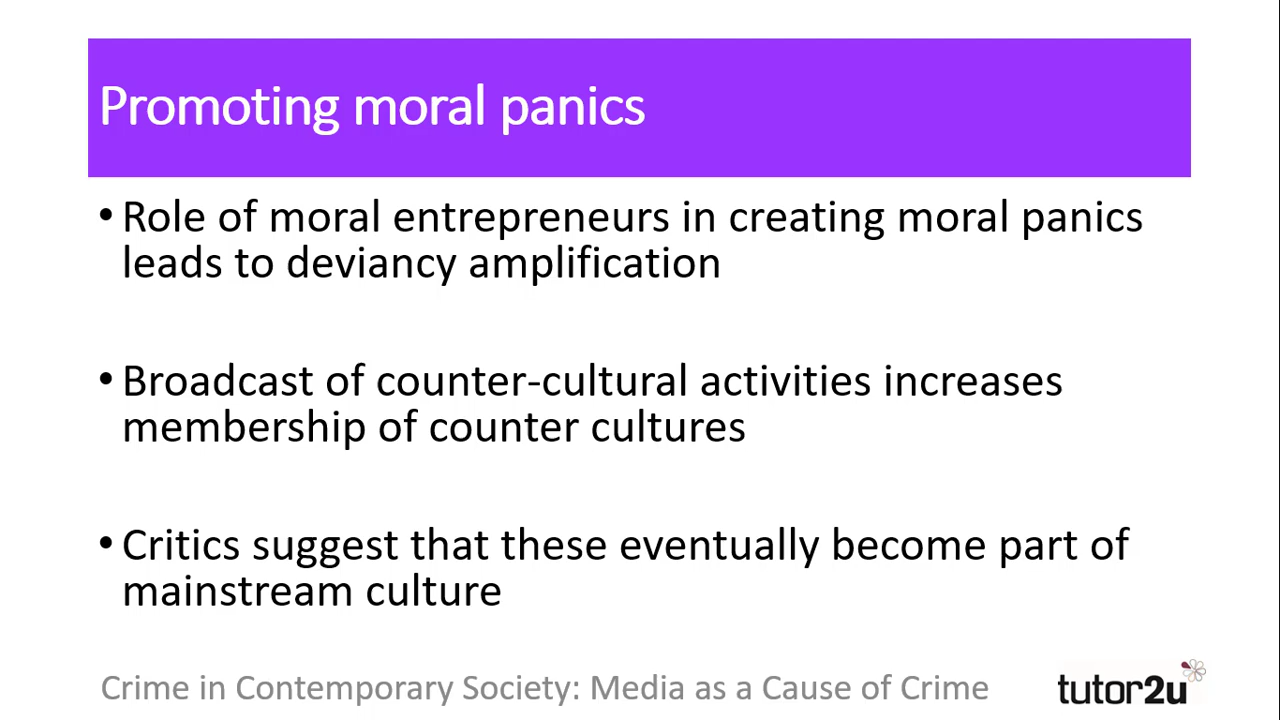 Promoting moral panics
• Role of moral entrepreneurs in creating moral panics
leads to deviancy amplification
• Broadcast of counter-cultural activities increases
membership of counter cultures
• Critics suggest that these eventually become part of
mainstream culture
Crime in Contemporary Society: Media as a Cause of Crime
tutor2u